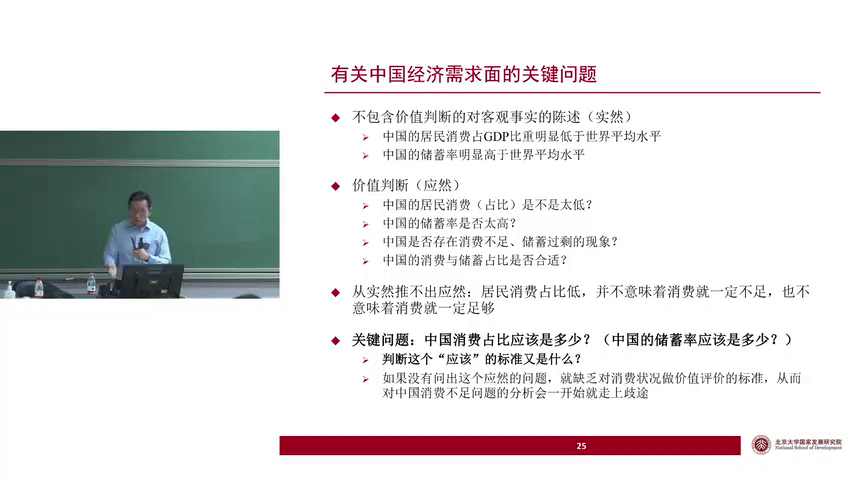 有关中国经济需求面的关键问题
不包含价值判断的对客观事实的陈述（实然）
中国的居民消费占GDP比重明显低于世界平均水平
中国的储蓄率明显高于世界平均水平
价值判断（应然）
中国的居民消费（占比）是不是太低？
中国的储蓄率是否太高？
中国是否存在消费不足、储蓄过剩的现象？
中国的消费与储蓄占比是否合适？
从实然推不出应然：居民消费占比低，并不意味着消费就一定不足，也不
意味着消费就一定足够
关键问题：中国消费占比应该是多少？（中国的储蓄率应该是多少？）
判断这个“应该”的标准又是什么？
如果没有问出这个应然的问题，就缺乏对消费状况做价值评价的标准，从而
对中国消费不足问题的分析会一开始就走上歧途
25
北京大学国家发展研究院
National School of Development